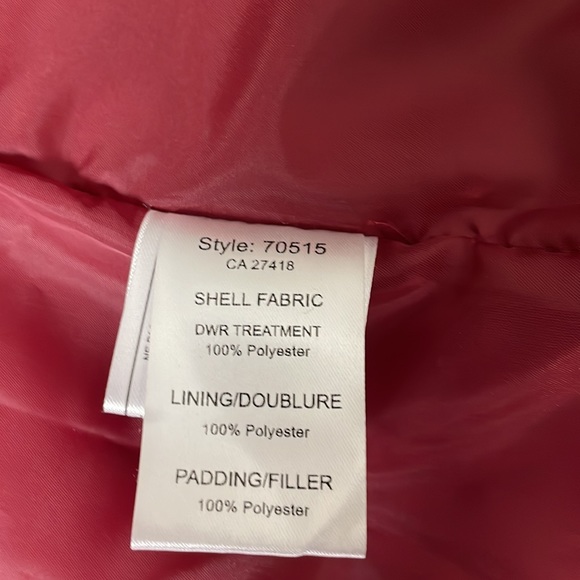 Style: 70515
CA 27418
SHELL FABRIC
DWR TREATMENT
100% Polyester
LINING/DOUBLURE
100% Polyester
PADDING/FILLER
100% Polyester